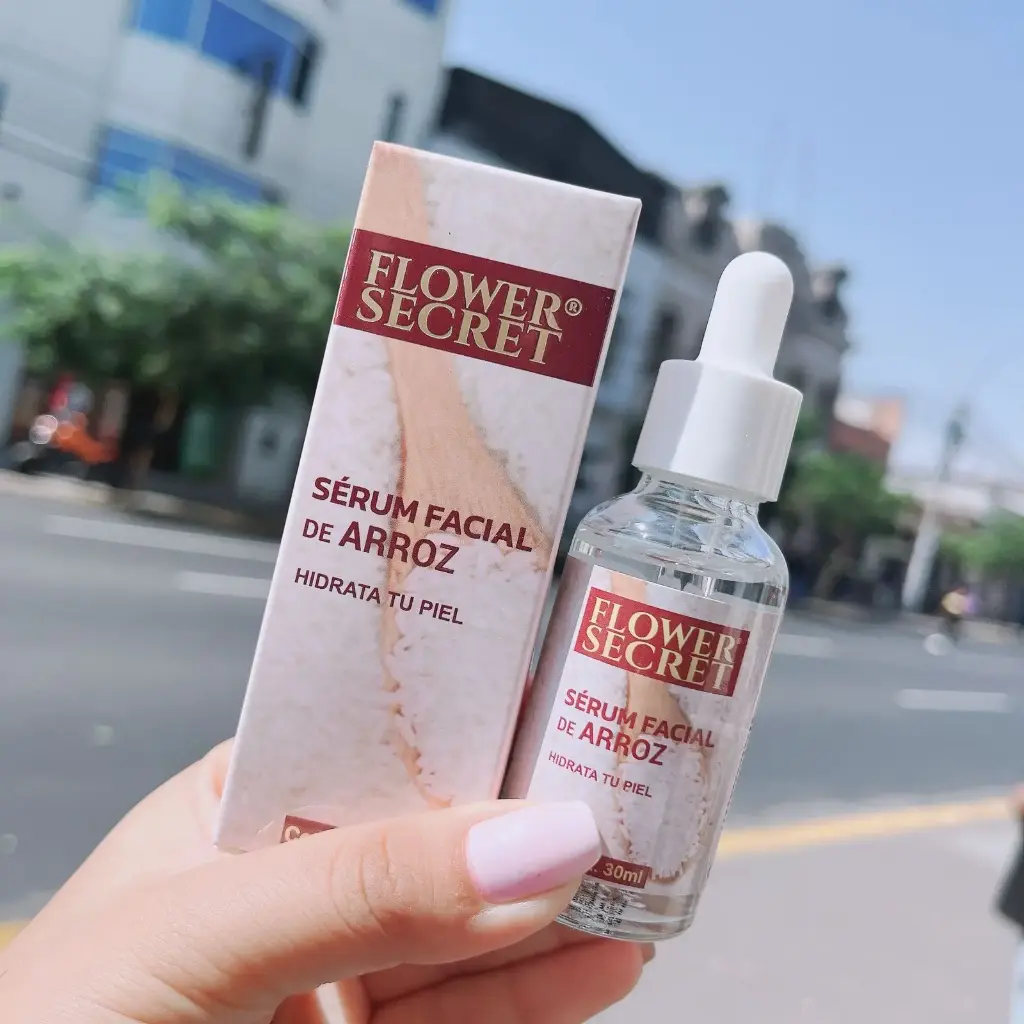 FLOWER®
SECRET
SÉRUM FACIAL
DE ARROZ
HIDRATA TU PIEL
FLOWER
SECRET
SÉRUM FACIAL
DE ARROZ
HIDRATA TU PIEL
30ml